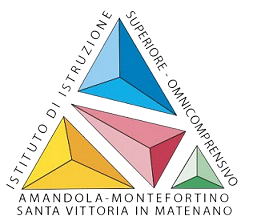 ISTITUTO DI ISTRUZIONE
SUPERIORE - OMNICOMPRENSIVO
AMANDOLA-MONTEFORTINO
SANTA VITTORIA IN MATENANO